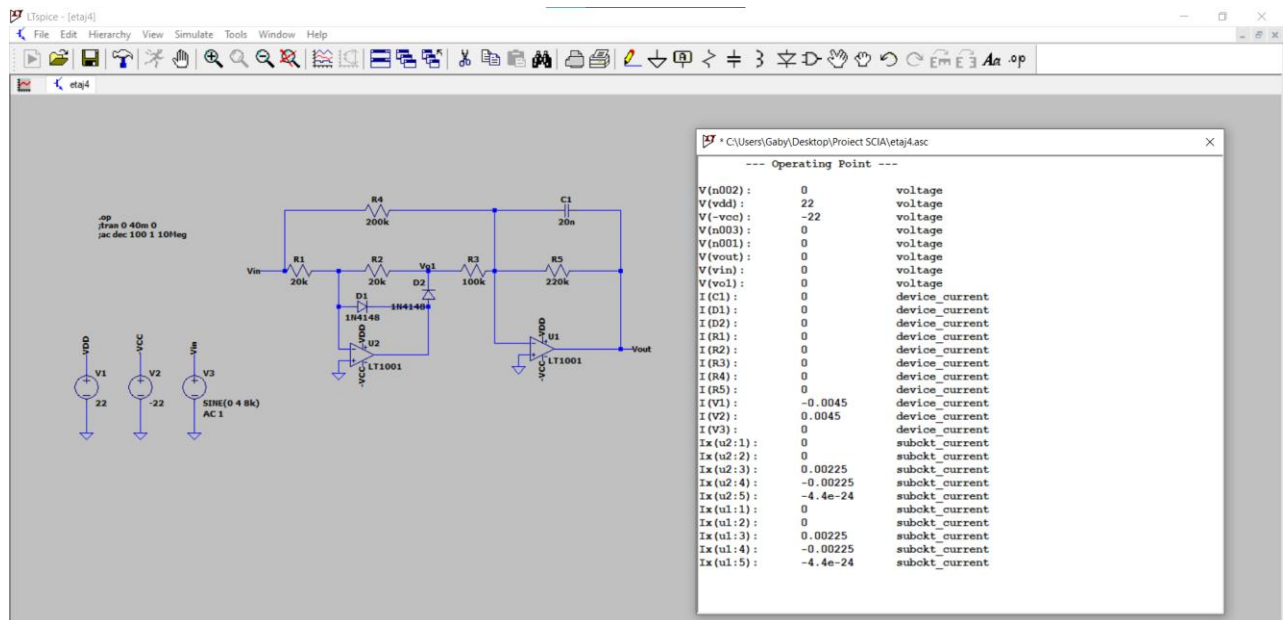 LTspice - [etaj4]
File Edit Hierarchy View Simulate Tools Window Help
Aa .op
etaj4
.op
;tran 0 40m 0
;ac dec 100 1 10Meg
R4
200k
C1
20n
Vin
R1
20k
R2
20k
Vo1
R3
100k
R5
220k
D2
1N4148
D1
1N4148
VDD
U2
LT1001
-VCC
VDD
U1
LT1001
-VCC
Vout
VDD
V1
22
VCC
V2
-22
Vin
V3
SINE(0 4 8k)
AC 1
* C:\Users\Gaby\Desktop\Proiect SCIA\etaj4.asc
--- Operating Point ---
V(n002): 0 voltage
V(vdd): 22 voltage
V(-vcc): -22 voltage
V(n003): 0 voltage
V(n001): 0 voltage
V(vout): 0 voltage
V(vin): 0 voltage
V(vo1): 0 voltage
I(C1): 0 device_current
I(D1): 0 device_current
I(D2): 0 device_current
I(R1): 0 device_current
I(R2): 0 device_current
I(R3): 0 device_current
I(R4): 0 device_current
I(R5): 0 device_current
I(V1): -0.0045 device_current
I(V2): 0.0045 device_current
I(V3): 0 device_current
Ix(u2:1): 0 subckt_current
Ix(u2:2): 0 subckt_current
Ix(u2:3): 0.00225 subckt_current
Ix(u2:4): -0.00225 subckt_current
Ix(u2:5): -4.4e-24 subckt_current
Ix(u1:1): 0 subckt_current
Ix(u1:2): 0 subckt_current
Ix(u1:3): 0.00225 subckt_current
Ix(u1:4): -0.00225 subckt_current
Ix(u1:5): -4.4e-24 subckt_current